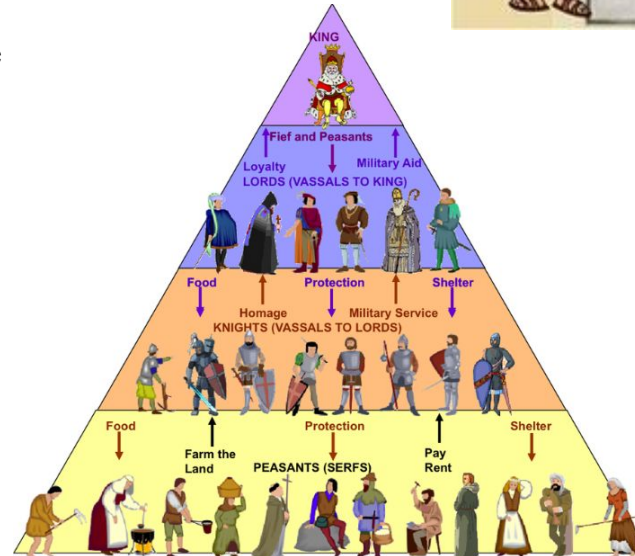 KING
Fief and Peasants
Loyalty
Military Aid
LORDS (VASSALS TO KING)
Food
Protection
Shelter
Homage
Military Service
KNIGHTS (VASSALS TO LORDS)
Food
Protection
Shelter
Farm the
Land
Pay
Rent
PEASANTS (SERFS)